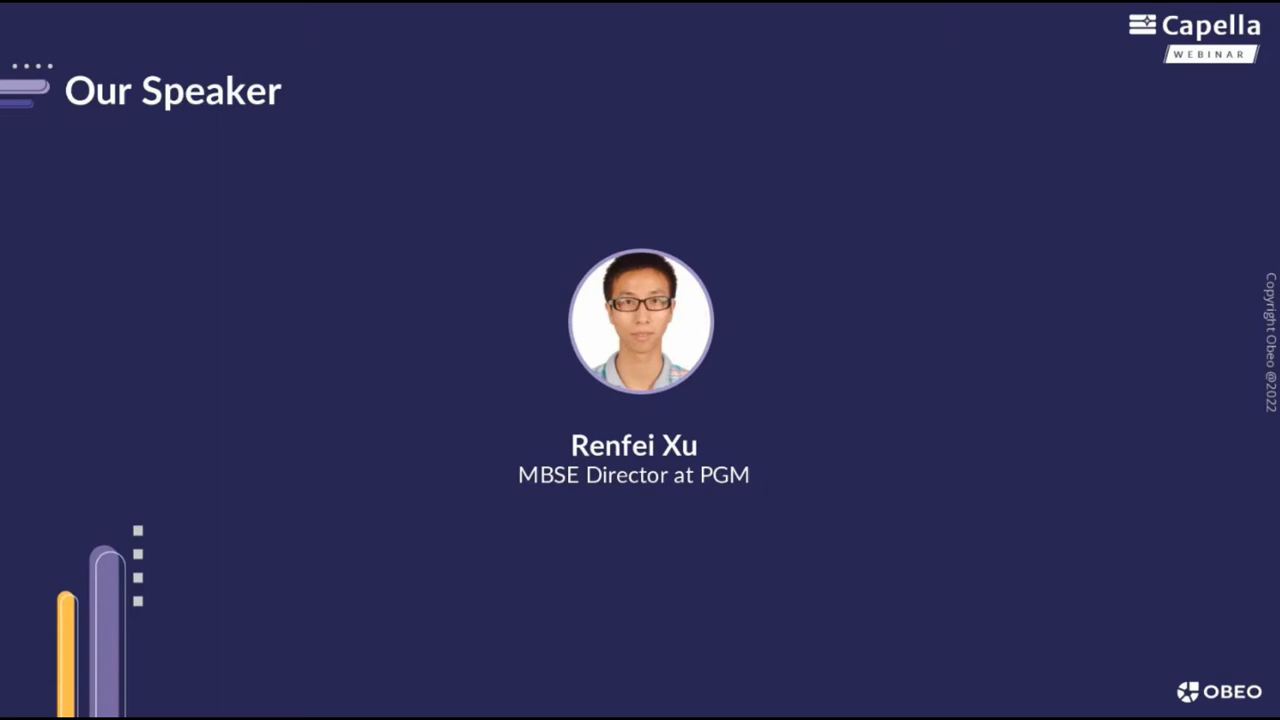 Capella
WEBINAR
Our Speaker
Renfei Xu
MBSE Director at PGM
Copyright Obeo @2022
OBEO